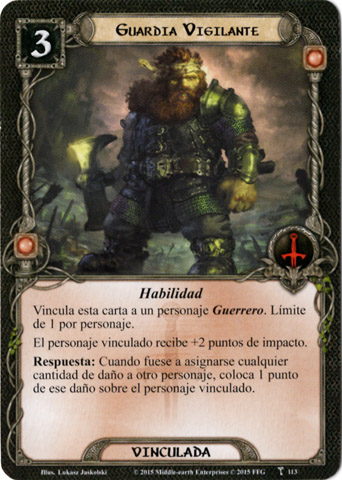 3
GUARDIA VIGILANTE
Habilidad
Vincula esta carta a un personaje Guerrero. Límite
de 1 por personaje.
El personaje vinculado recibe +2 puntos de impacto.
Respuesta: Cuando fuese a asignarse cualquier
cantidad de daño a otro personaje, coloca 1 punto
de ese daño sobre el personaje vinculado.
VINCULADA
Illus. Lukasz Jaskolski © 2015 Middle-earth Enterprises © 2015 FFG 113